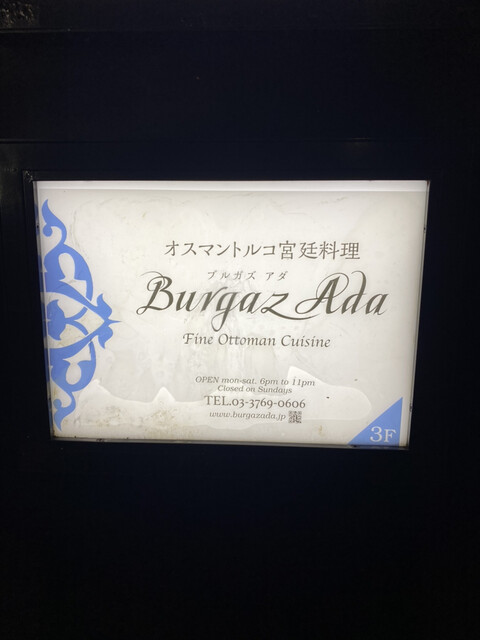 オスマントルコ宮廷料理
ブルガズ アダ
Burgaz Ada
Fine Ottoman Cuisine
OPEN mon-sat. 6pm to 11pm
Closed on Sundays
TEL.03-3769-0606
www.burgazada.jp
3F